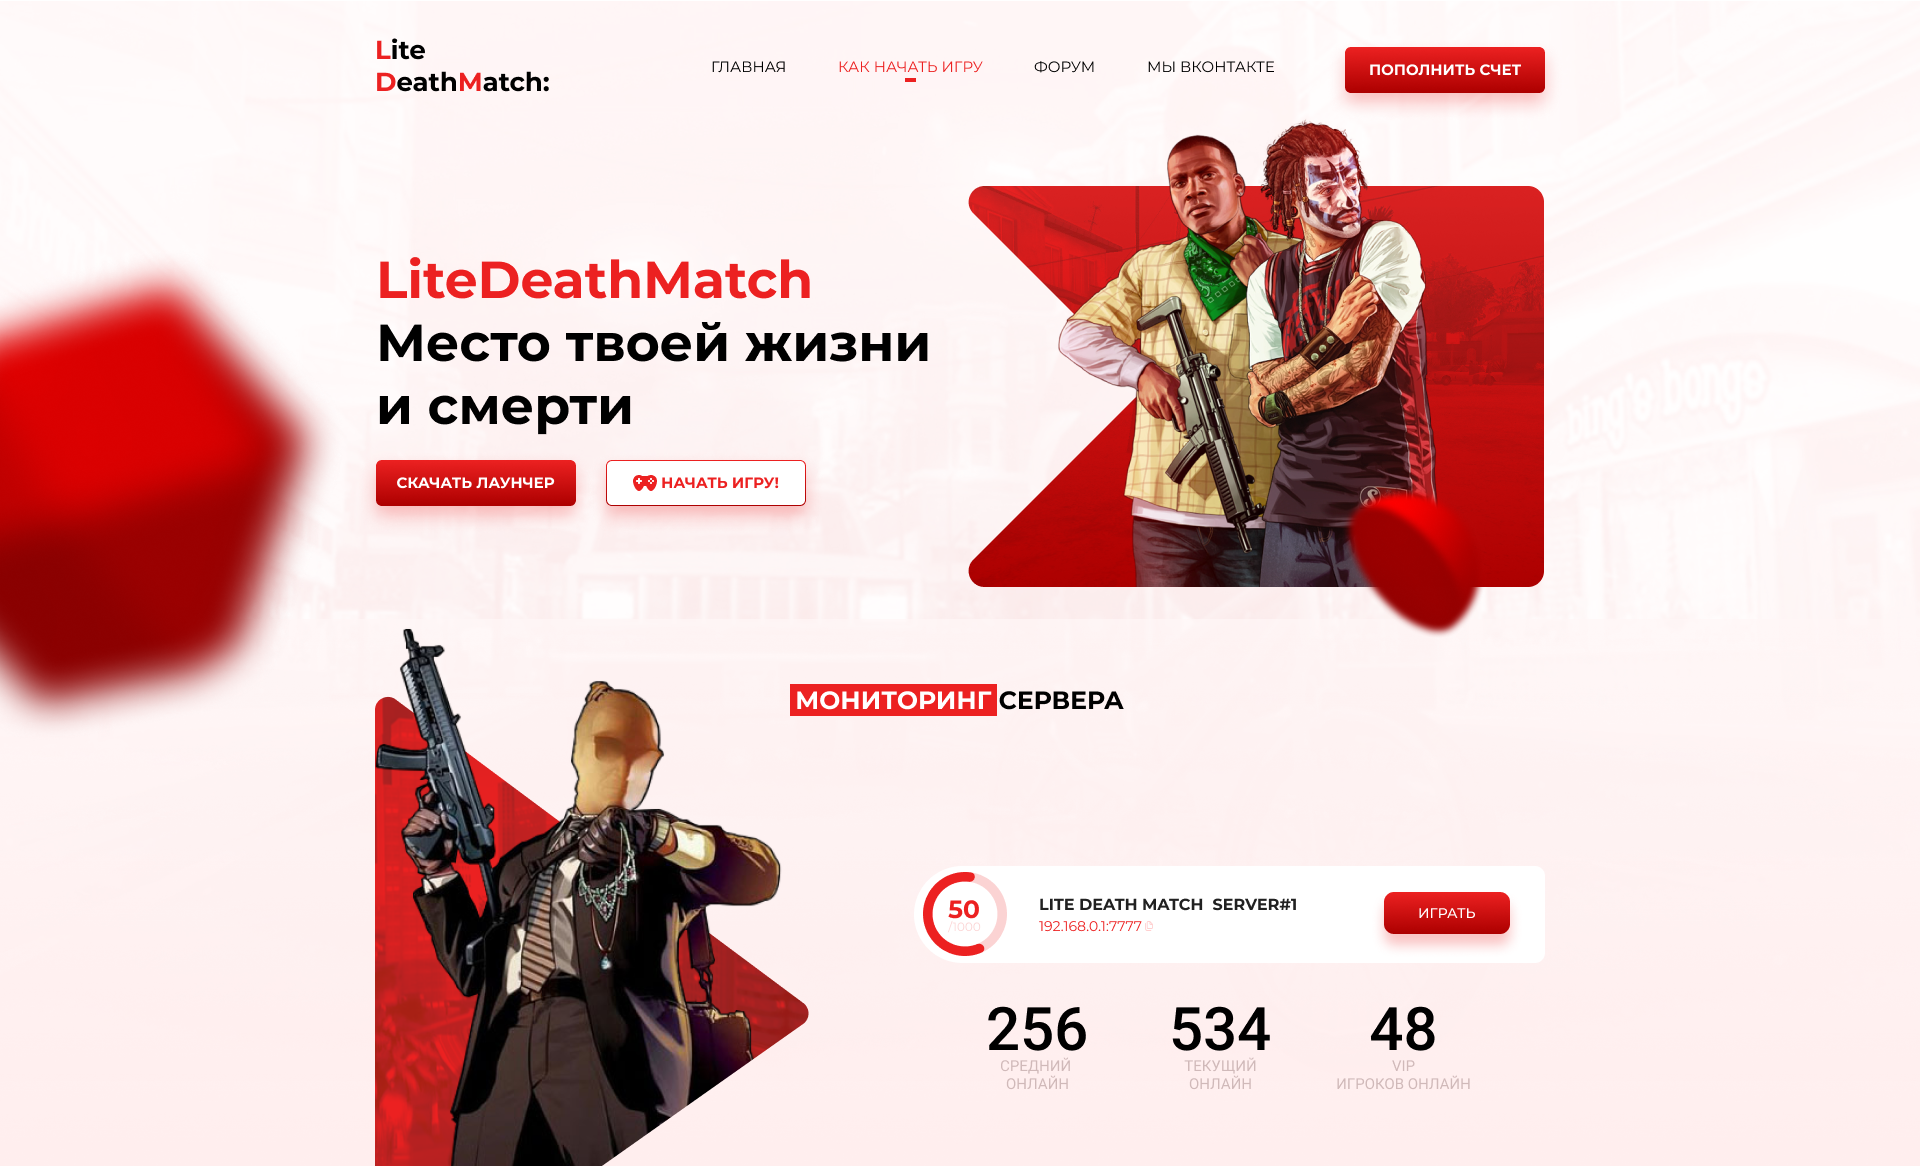 Lite
DeathMatch:
ГЛАВНАЯ
КАК НАЧАТЬ ИГРУ
ФОРУМ
МЫ ВКОНТАКТЕ
ПОПОЛНИТЬ СЧЕТ
LiteDeathMatch
Место твоей жизни
и смерти
СКАЧАТЬ ЛАУНЧЕР
НАЧАТЬ ИГРУ!
МОНИТОРИНГ СЕРВЕРА
50
/1000
LITE DEATH MATCH SERVER#1
192.168.0.1:7777
ИГРАТЬ
256
СРЕДНИЙ
ОНЛАЙН
534
ТЕКУЩИЙ
ОНЛАЙН
48
VIP
ИГРОКОВ ОНЛАЙН